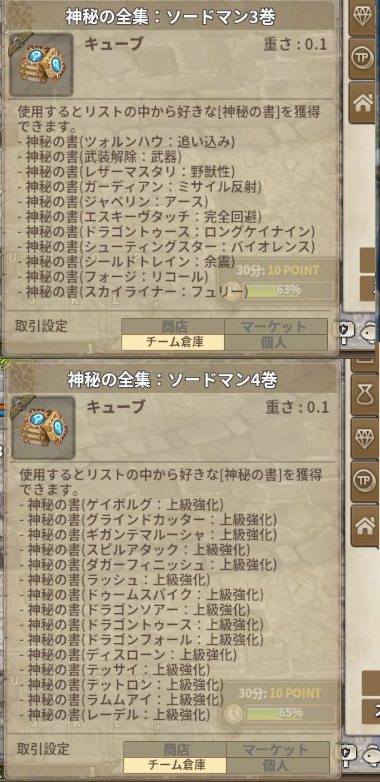 神秘の全集：ソードマン3巻
キューブ 重さ : 0.1
TP
使用するとリストの中から好きな[神秘の書]を獲得
できます。
- 神秘の書(ツォルンハウ：追い込み)
- 神秘の書(武装解除：武器)
- 神秘の書(レザーマスタリ：野獣性)
- 神秘の書(ガーディアン：ミサイル反射)
- 神秘の書(ジャベリン：アース)
- 神秘の書(エスキーヴタッチ：完全回避)
- 神秘の書(ドラゴントゥース：ロングケイナイン)
- 神秘の書(シューティングスター：バイオレンス)
- 神秘の書(シールドトレイン：余震)
- 神秘の書(フォージ：リコール)
- 神秘の書(スカイライナー：フュリー)
30分: 10 POINT
63%
取引設定 商店 マーケット
チーム倉庫 個人
神秘の全集：ソードマン4巻
キューブ 重さ : 0.1
TP
使用するとリストの中から好きな[神秘の書]を獲得
できます。
- 神秘の書(ゲイボルグ：上級強化)
- 神秘の書(グラインドカッター：上級強化)
- 神秘の書(ギガンテマルーシャ：上級強化)
- 神秘の書(スピルアタック：上級強化)
- 神秘の書(ダガーフィニッシュ：上級強化)
- 神秘の書(ラッシュ：上級強化)
- 神秘の書(ドゥームスパイク：上級強化)
- 神秘の書(ドラゴンソアー：上級強化)
- 神秘の書(ドラゴントゥース：上級強化)
- 神秘の書(ドラゴンフォール：上級強化)
- 神秘の書(ディスローン：上級強化)
- 神秘の書(テッサイ：上級強化)
- 神秘の書(デットロン：上級強化)
- 神秘の書(ラムムアイ：上級強化)
- 神秘の書(レーデル：上級強化)
30分: 10 POINT
65%
取引設定 商店 マーケット
チーム倉庫 個人